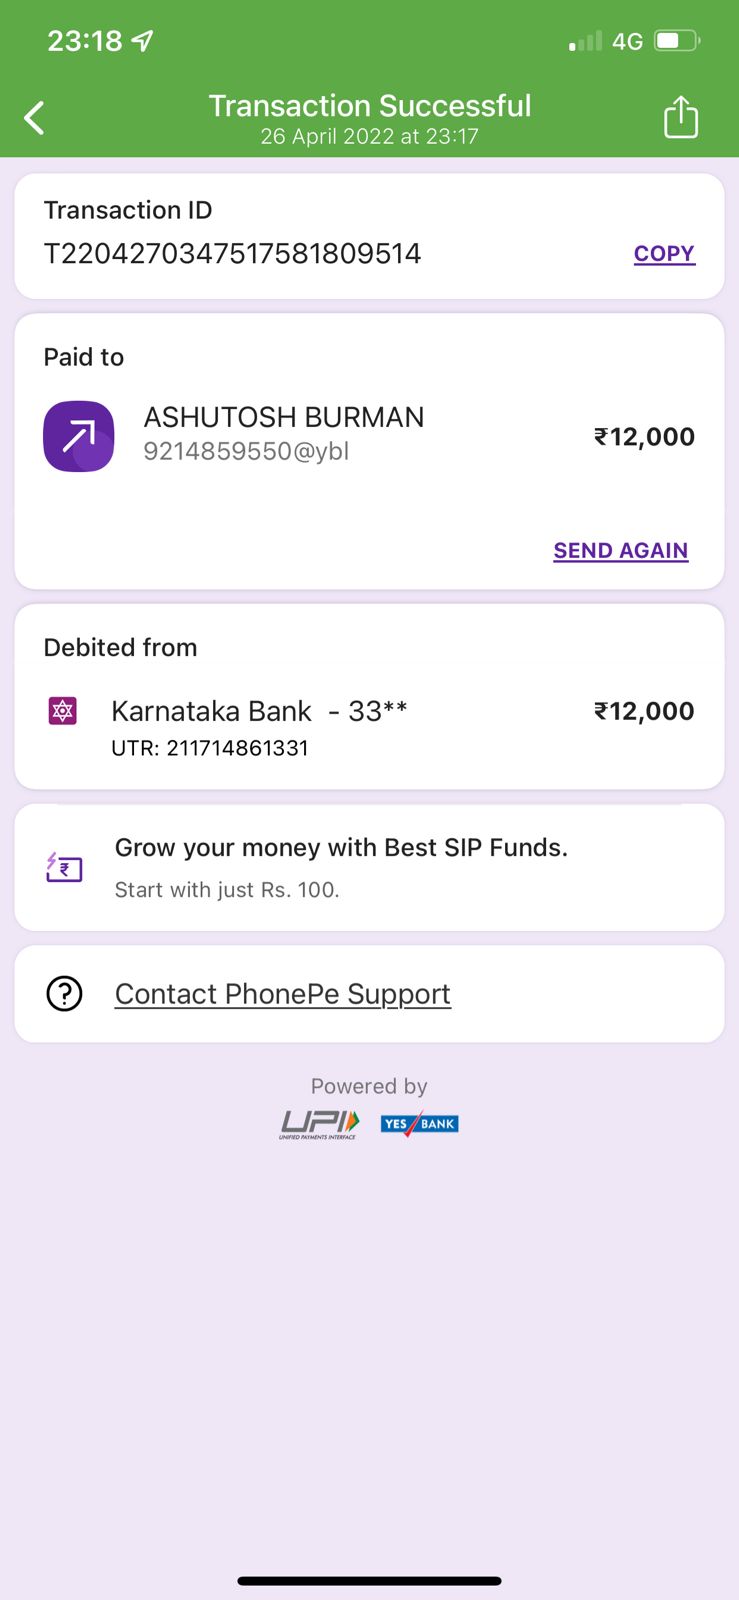 23:18
4G
Transaction Successful
26 April 2022 at 23:17
Transaction ID
T2204270347517581809514
COPY
Paid to
ASHUTOSH BURMAN
₹12,000
9214859550@ybl
SEND AGAIN
Debited from
Karnataka Bank - 33**
₹12,000
UTR: 211714861331
Grow your money with Best SIP Funds.
Start with just Rs. 100.
Contact PhonePe Support
Powered by
UPI
UNIFIED PAYMENTS INTERFACE
YES BANK